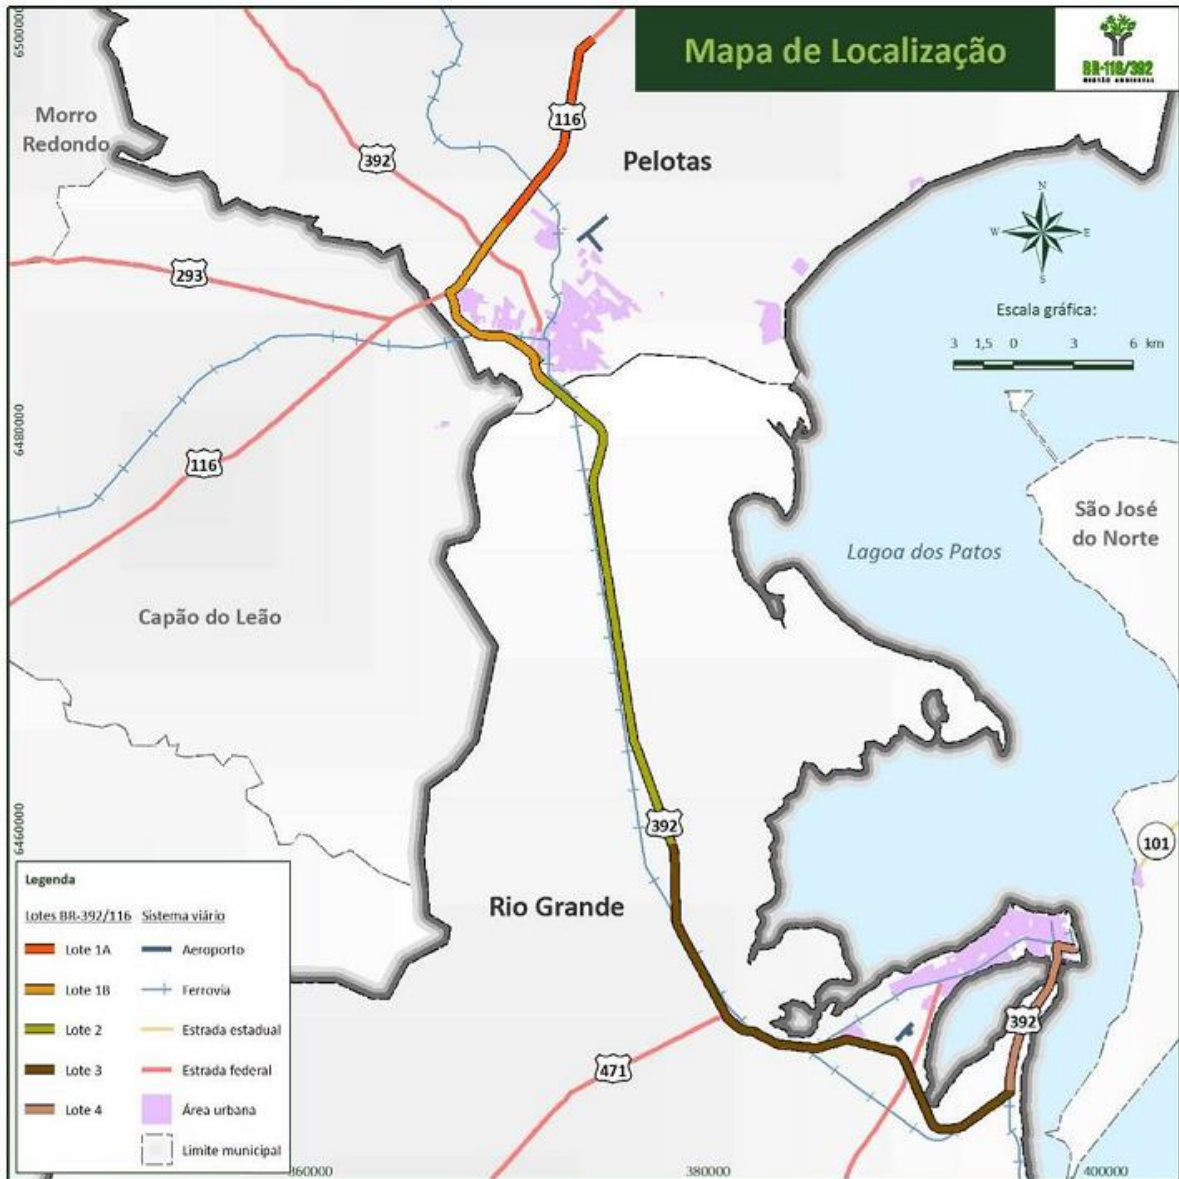 Mapa de Localização
BR-116/392
GESTÃO AMBIENTAL
6500000
Morro
Redondo
116
392
Pelotas
N
W
E
S
293
Escala gráfica:
3 1,5 0 3 6 km
6480000
116
São José
do Norte
Lagoa dos Patos
Capão do Leão
6460000
392
101
Rio Grande
392
471
Legenda
Lotes BR-392/116 Sistema viário
Lote 1A Aeroporto
Lote 1B Ferrovia
Lote 2 Estrada estadual
Lote 3 Estrada federal
Lote 4 Área urbana
Limite municipal
360000
380000
400000